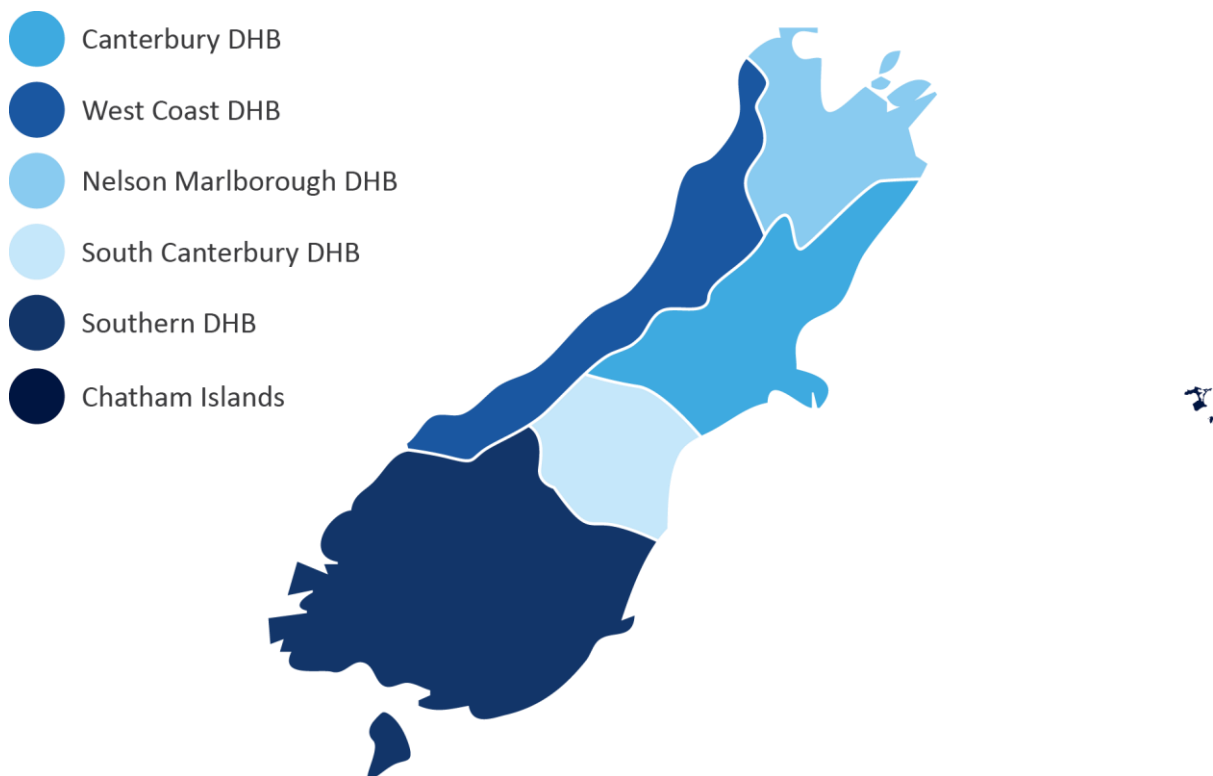 Canterbury DHB
West Coast DHB
Nelson Marlborough DHB
South Canterbury DHB
Southern DHB
Chatham Islands